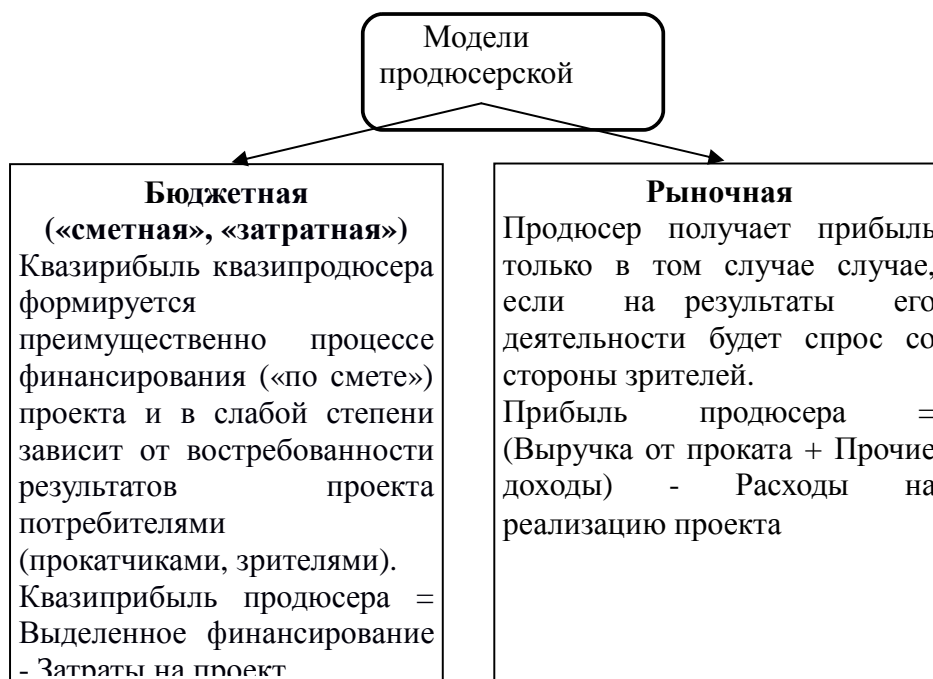 Модели
продюсерской
Бюджетная
(«сметная», «затратная»)
Квазирибыль квазипродюсера
формируется
преимущественно процессе
финансирования («по смете»)
проекта и в слабой степени
зависит от востребованности
результатов проекта
потребителями
(прокатчиками, зрителями).
Квазиприбыль продюсера =
Выделенное финансирование
- Затраты на проект
Рыночная
Продюсер получает прибыль
только в том случае случае,
если на результаты его
деятельности будет спрос со
стороны зрителей.
Прибыль продюсера =
(Выручка от проката + Прочие
доходы) - Расходы на
реализацию проекта